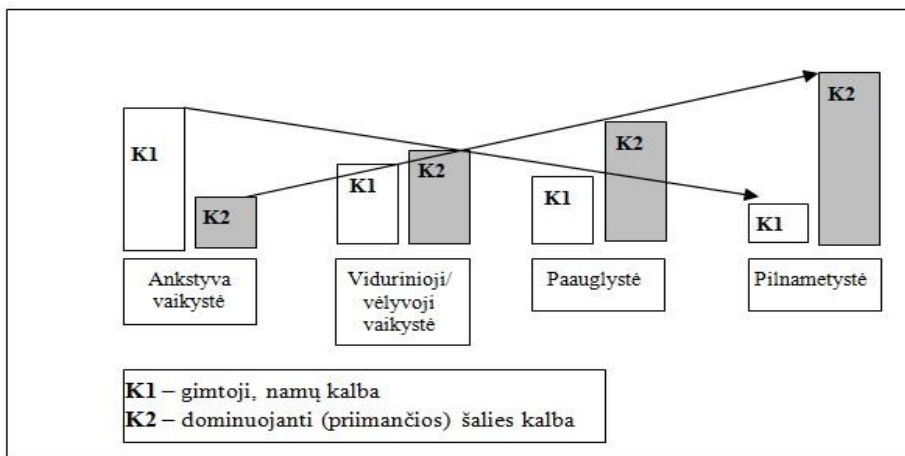 K1
K2
K1
K2
K1
K2
K1
K2
Ankstyva
vaikystė
Vidurinioji/
vėlyvoji
vaikystė
Paauglystė
Pilnametystė
K1 – gimtoji, namų kalba
K2 – dominuojanti (priimančios) šalies kalba